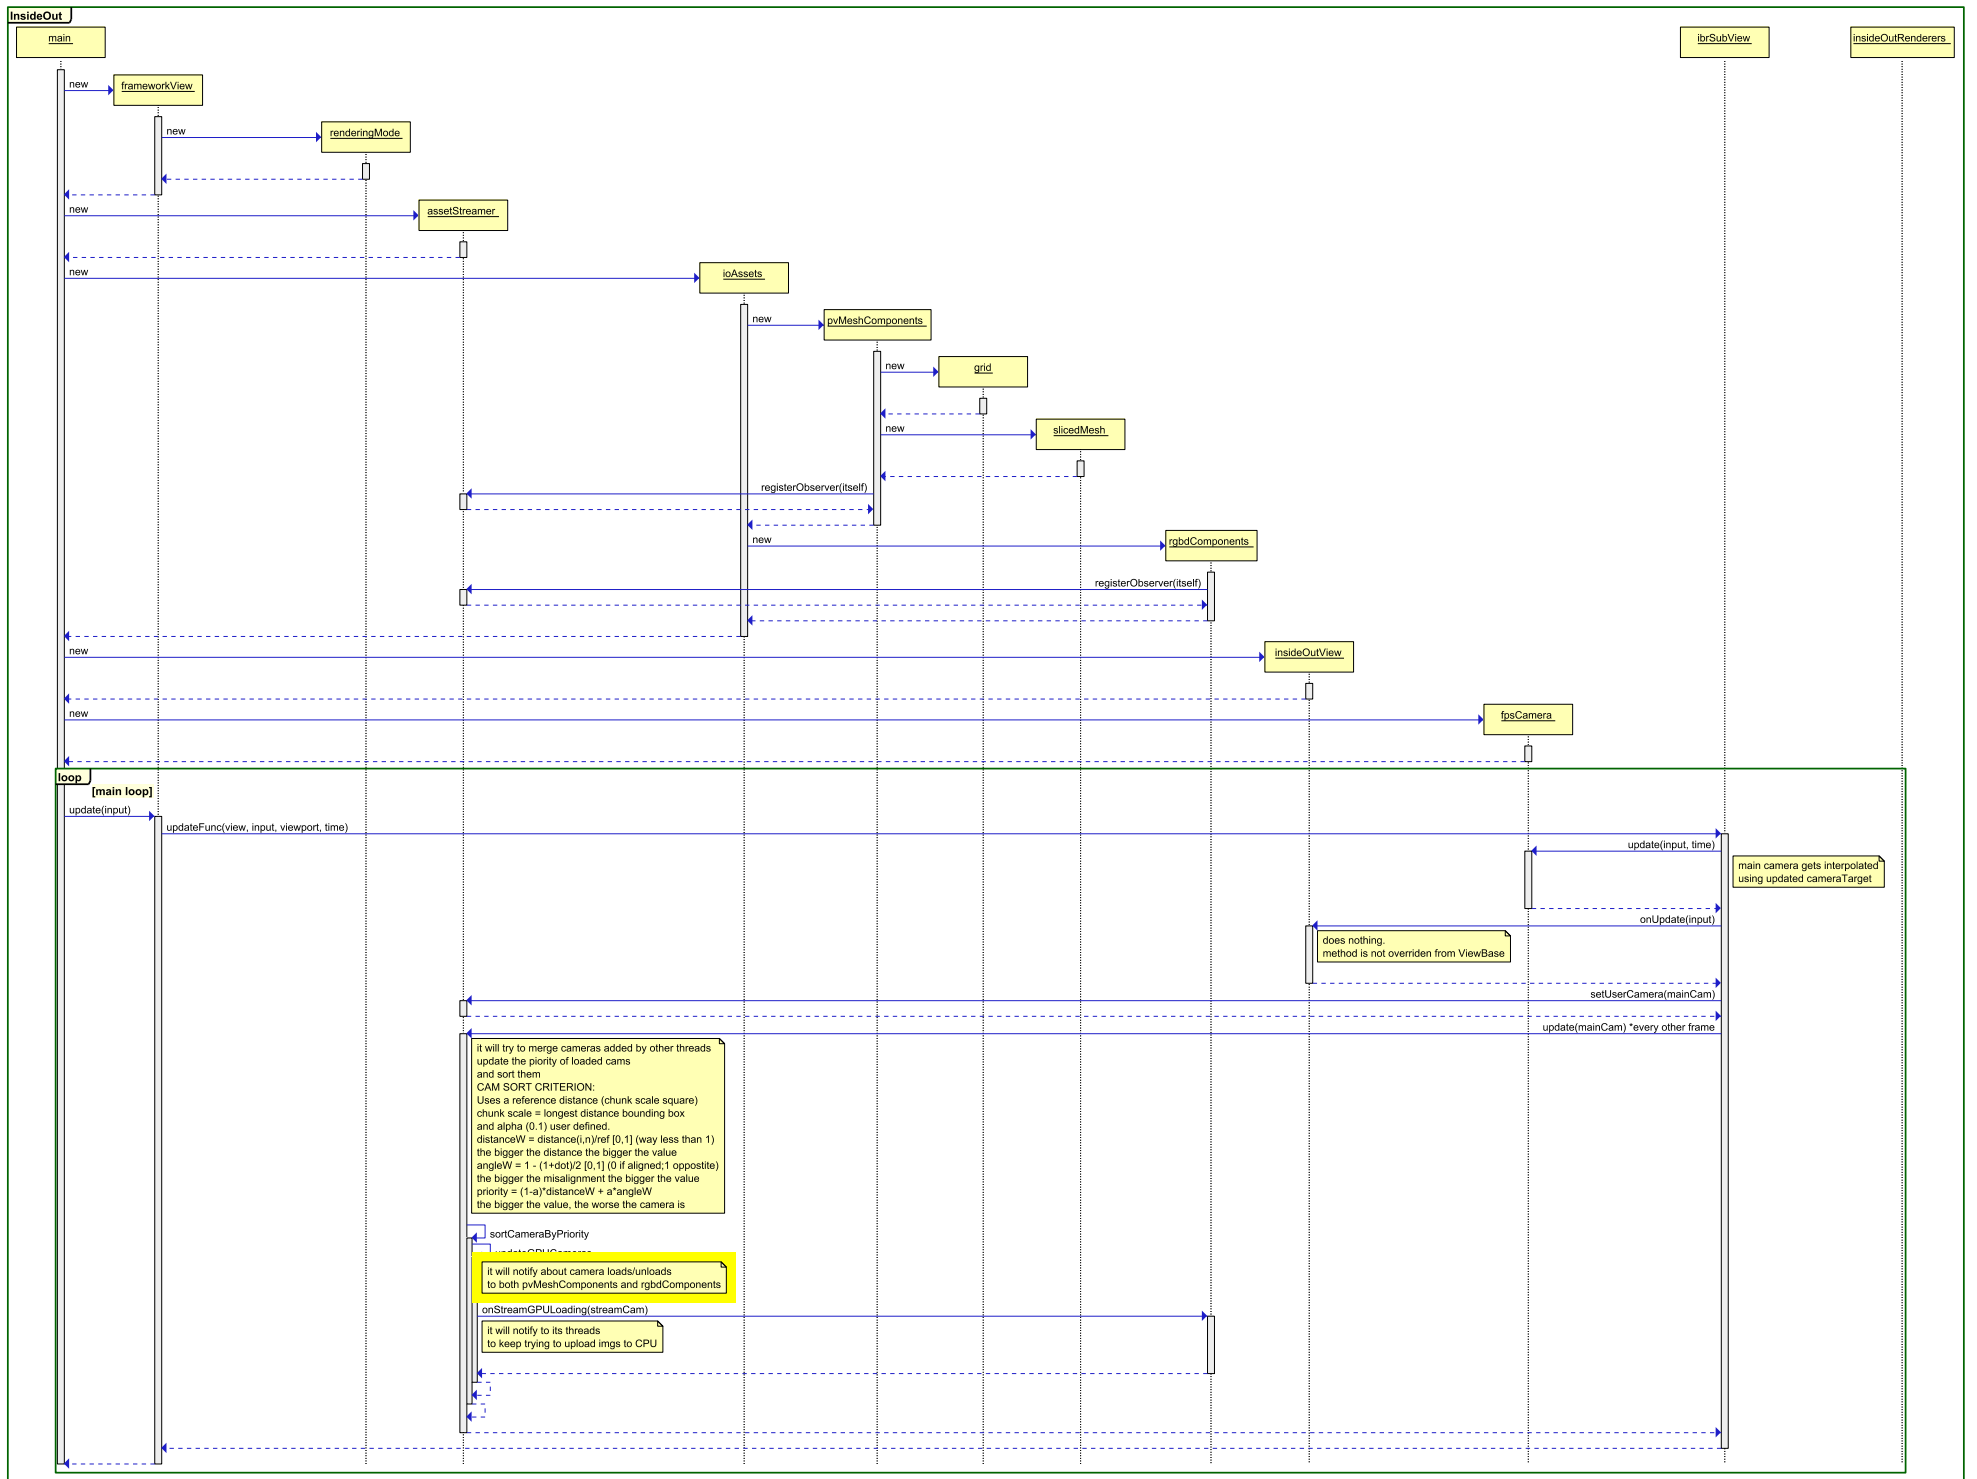 InsideOut
main
ibrSubView
insideOutRenderers
new
frameworkView
new
renderingMode
new
assetStreamer
new
ioAssets
new
pvMeshComponents
new
grid
new
slicedMesh
registerObserver(itself)
new
rgbdComponents
registerObserver(itself)
new
insideOutView
new
fpsCamera
loop
[main loop]
update(input)
updateFunc(view, input, viewport, time)
update(input, time)
main camera gets interpolated
using updated cameraTarget
onUpdate(input)
does nothing.
method is not overriden from ViewBase
setUserCamera(mainCam)
update(mainCam) *every other frame
it will try to merge cameras added by other threads
update the piority of loaded cams
and sort them
CAM SORT CRITERION:
Uses a reference distance (chunk scale square)
chunk scale = longest distance bounding box
and alpha (0.1) user defined.
distanceW = distance(i,n)/ref [0,1] (way less than 1)
the bigger the distance the bigger the value
angleW = 1 - (1+dot)/2 [0,1] (0 if aligned;1 oppostite)
the bigger the misalignment the bigger the value
priority = (1-a)*distanceW + a*angleW
the bigger the value, the worse the camera is
sortCameraByPriority
it will notify about camera loads/unloads
to both pvMeshComponents and rgbdComponents
onStreamGPULoading(streamCam)
it will notify to its threads
to keep trying to upload imgs to CPU